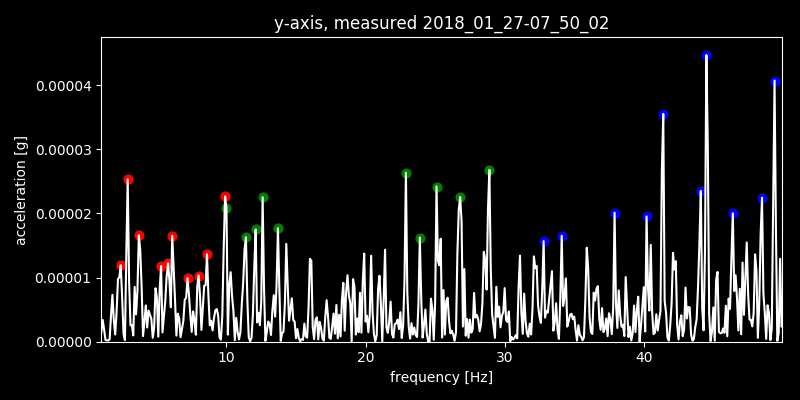 y-axis, measured 2018_01_27-07_50_02
acceleration [g]
0.00004
0.00003
0.00002
0.00001
0.00000
10 20 30 40
frequency [Hz]